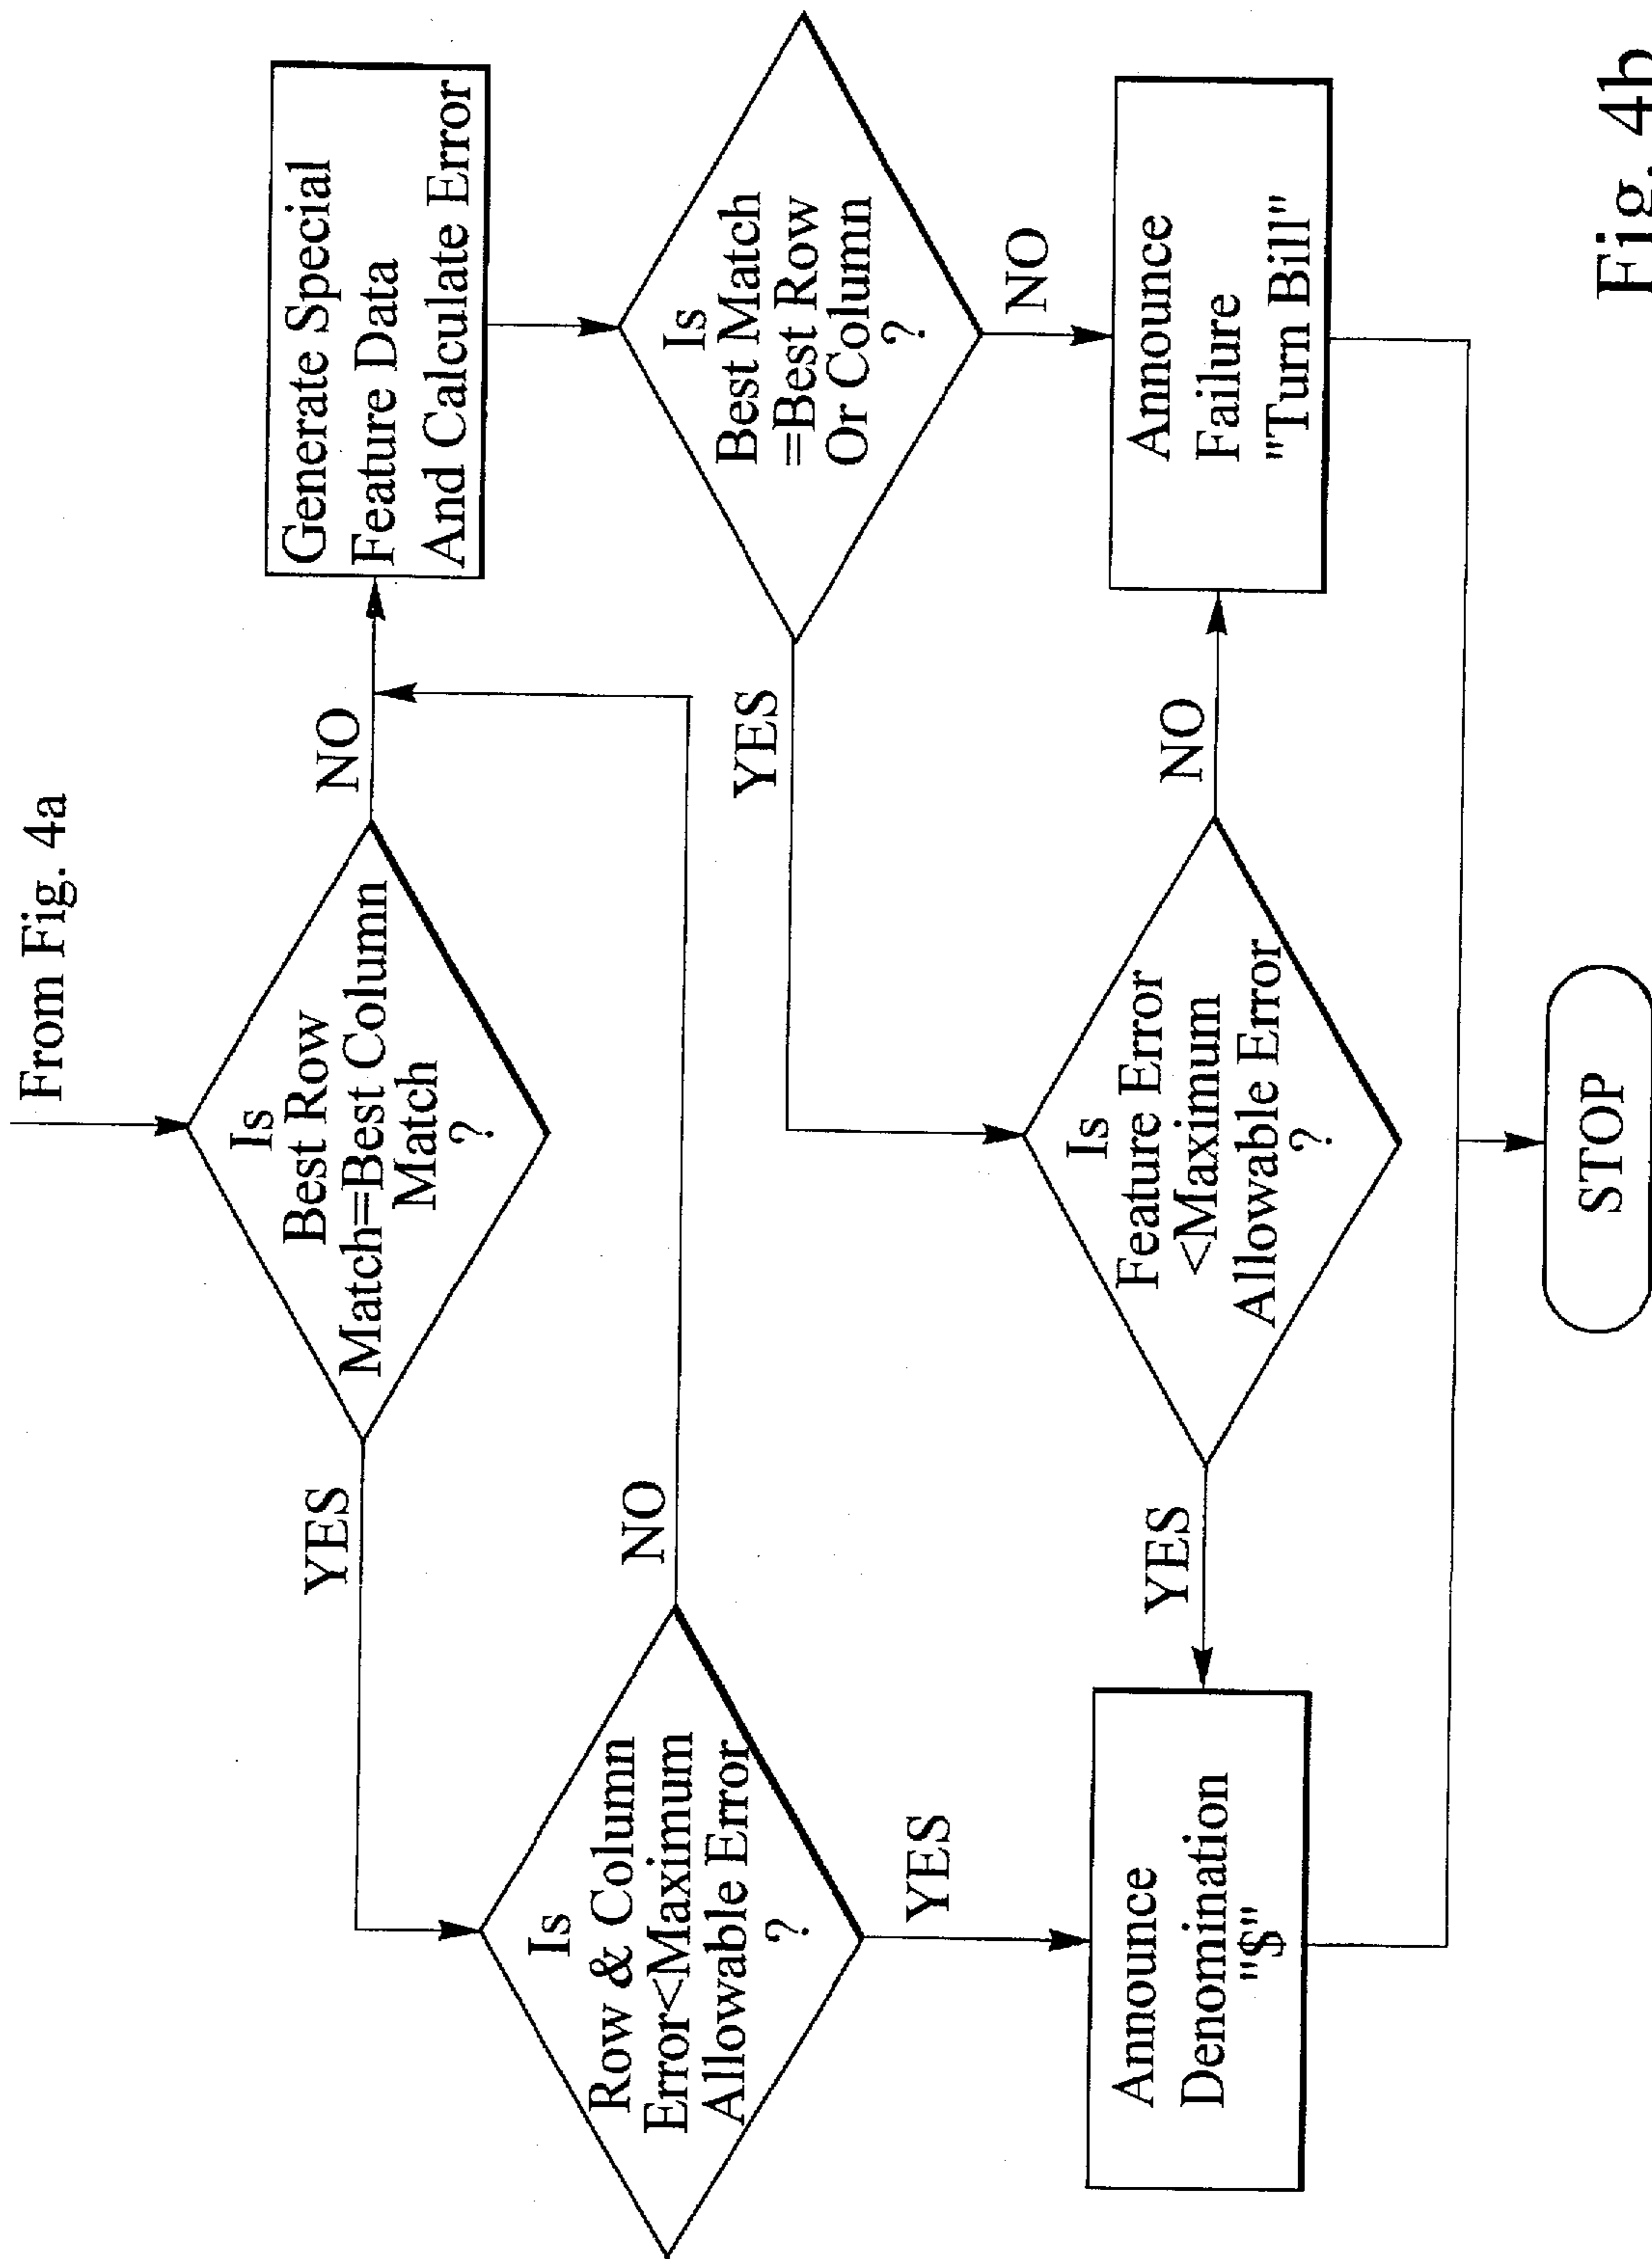 From Fig. 4a
Is
Best Row
Match=Best Column
Match
?
YES
NO
Generate Special
Feature Data
And Calculate Error
Is
Row & Column
Error<Maximum
Allowable Error
?
NO
YES
Is
Best Match
=Best Row
Or Column
?
YES
NO
Is
Feature Error
<Maximum
Allowable Error
?
YES
NO
Announce
Denomination
"$"
Announce
Failure
"Turn Bill"
STOP
Fig. 4b